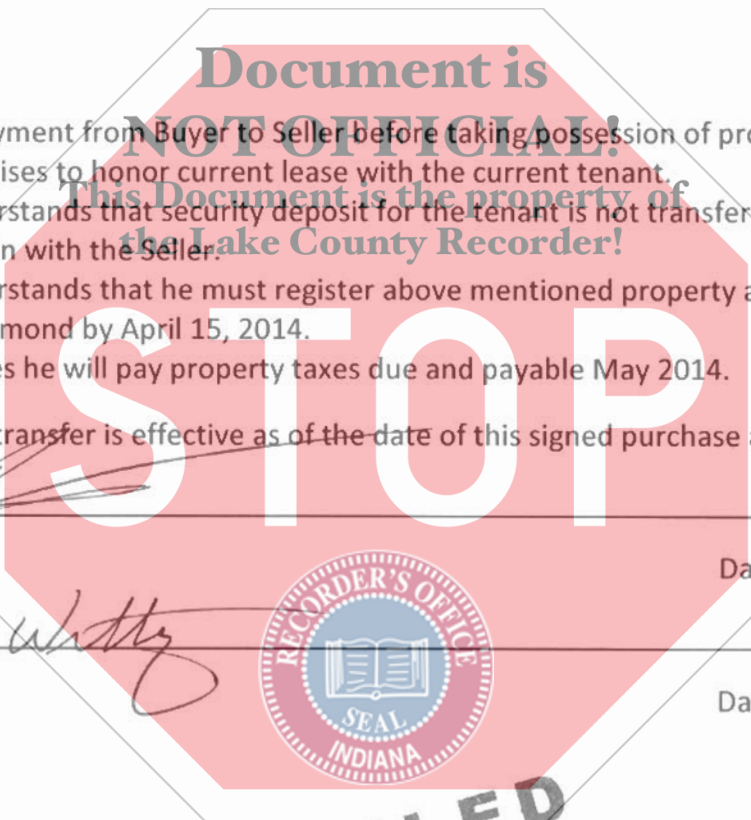 Document is
NOT OFFICIAL!
This Document is the property of
the Lake County Recorder!
yment from Buyer to Seller before taking possession of pro
ises to honor current lease with the current tenant.
rstands that security deposit for the tenant is not transfer
n with the Seller.
rstands that he must register above mentioned property a
mond by April 15, 2014.
es he will pay property taxes due and payable May 2014.
transfer is effective as of the date of this signed purchase a
STOP
Da
Da
RECORDER'S OFFICE
SEAL
INDIANA
LED